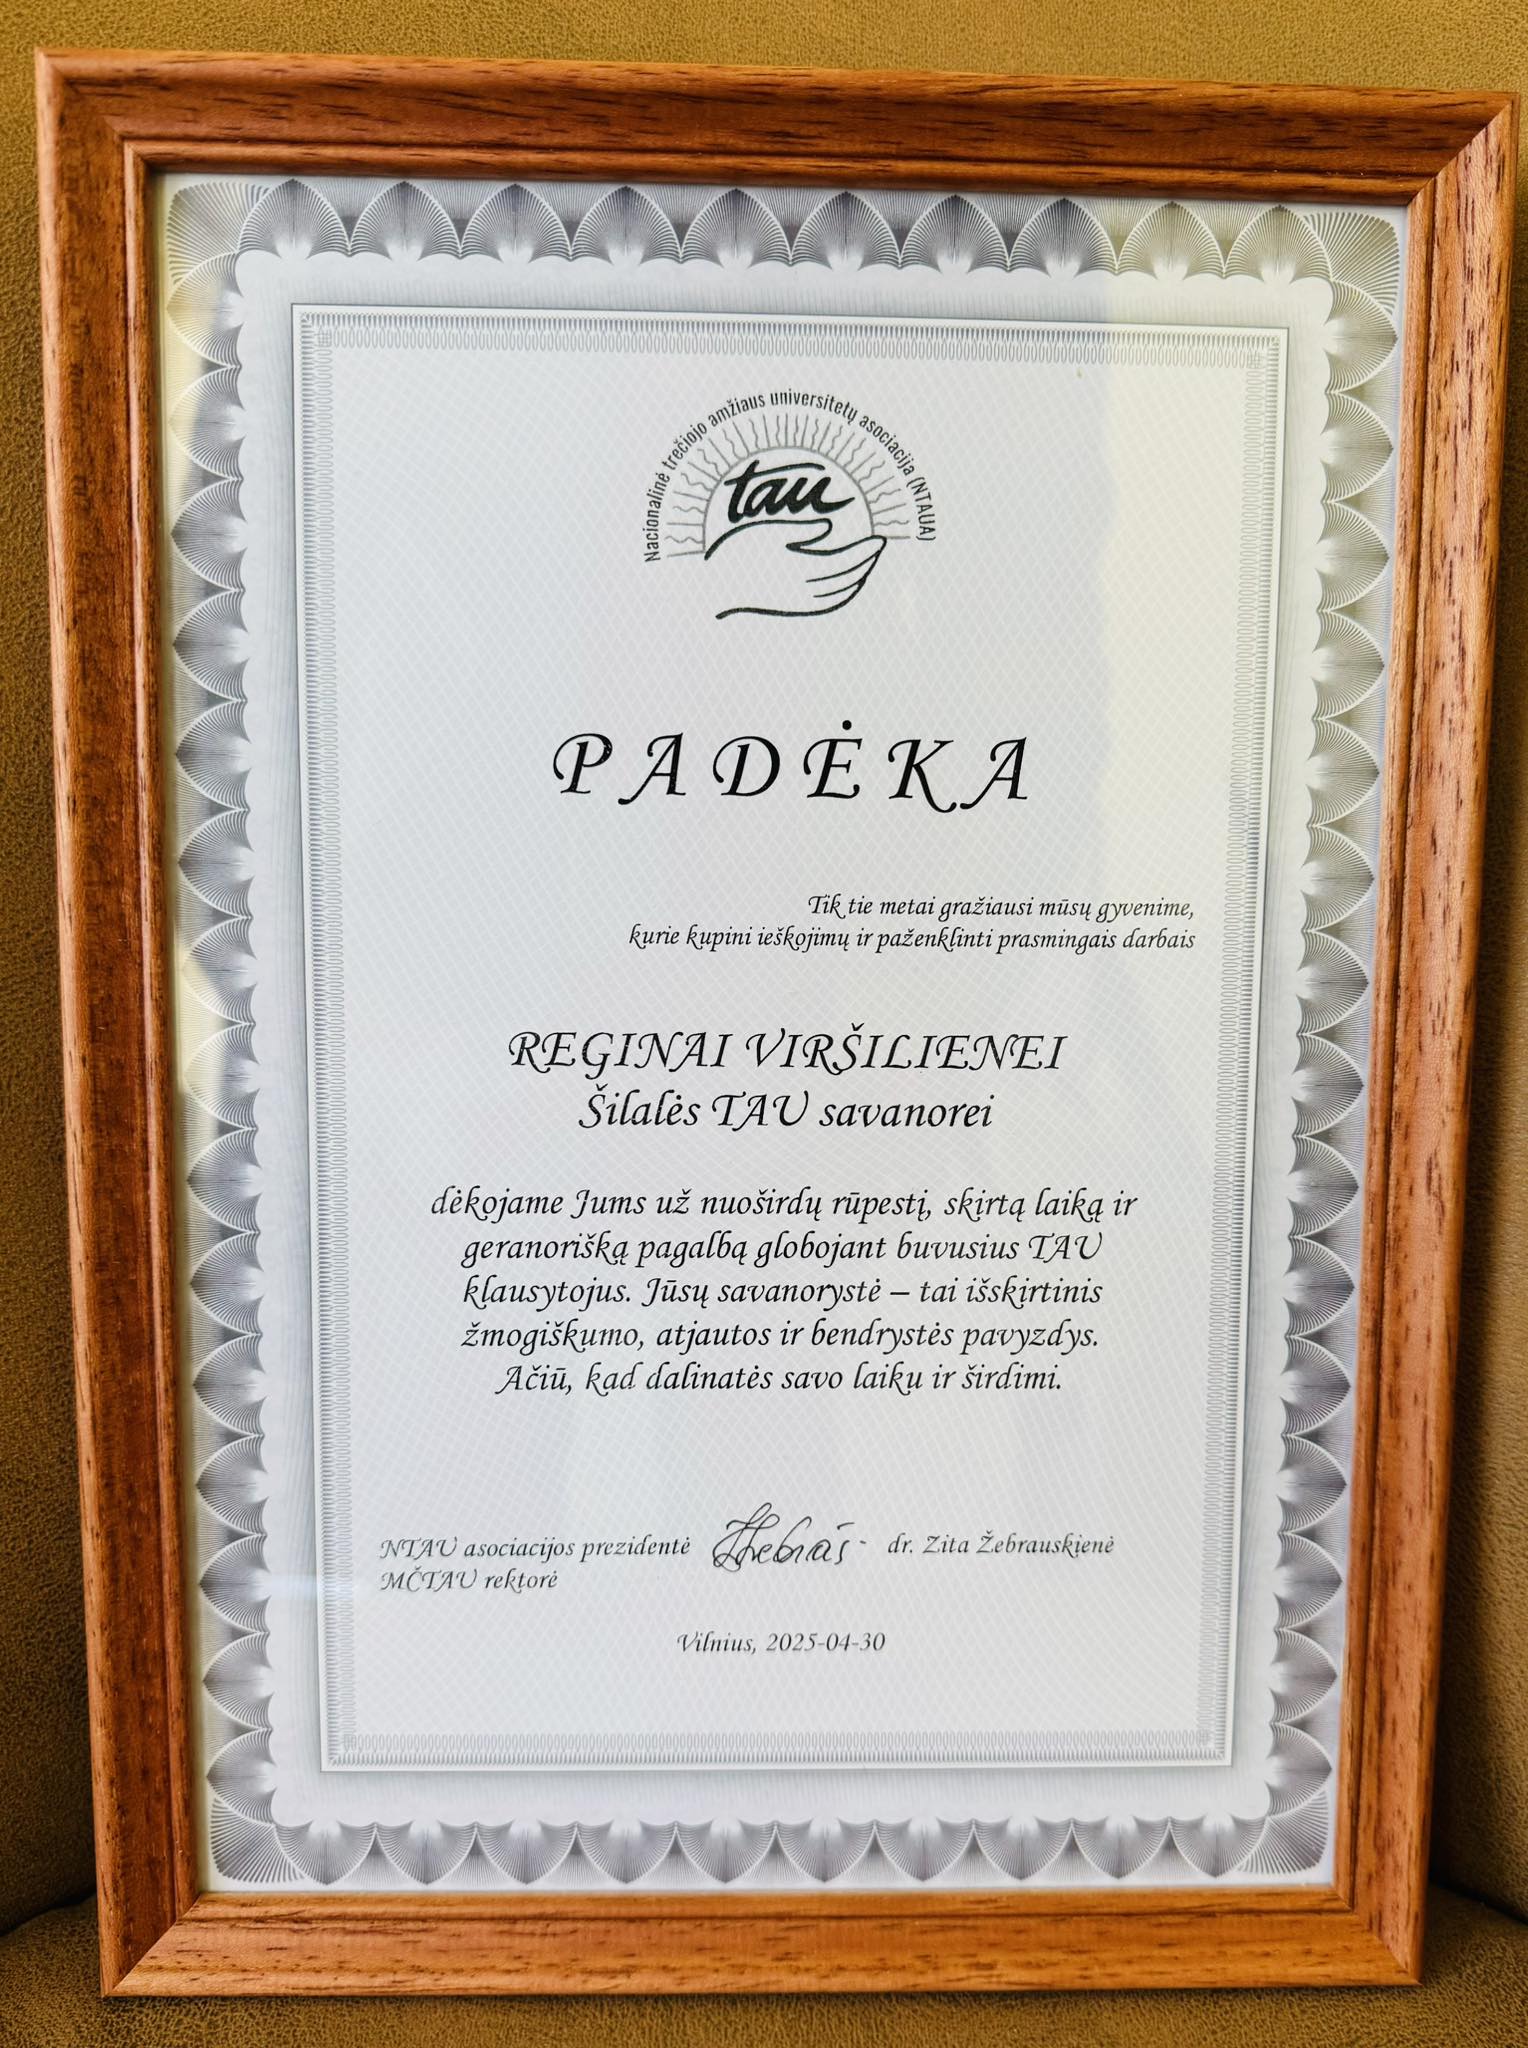 Nacionalinė trečiojo amžiaus universitetų asociacija (NTAUA)
tau
PADĖKA
Tik tie metai gražiausi mūsų gyvenime,
kurie kupini ieškojimų ir paženklinti prasmingais darbais
REGINAI VIRŠILIENEI
Šilalės TAU savanorei
dėkojame Jums už nuoširdų rūpestį, skirtą laiką ir
geranorišką pagalbą globojant buvusius TAU
klausytojus. Jūsų savanorystė – tai išskirtinis
žmogiškumo, atjautos ir bendrystės pavyzdys.
Ačiū, kad dalinatės savo laiku ir širdimi.
NTAU asociacijos prezidentė dr. Zita Žebrauskienė
MČTAU rektorė
Vilnius, 2025-04-30